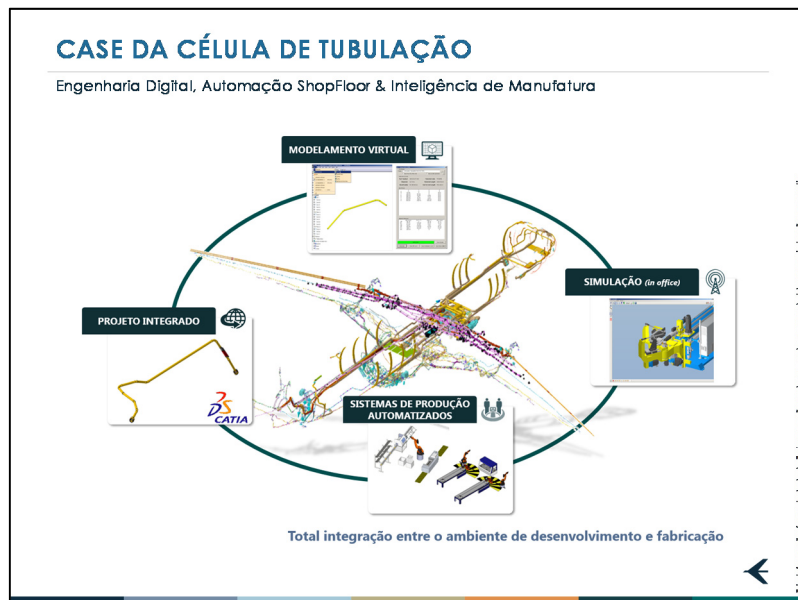 CASE DA CÉLULA DE TUBULAÇÃO
Engenharia Digital, Automação ShopFloor & Inteligência de Manufatura
MODELAMENTO VIRTUAL
SIMULAÇÃO (in office)
PROJETO INTEGRADO
CATIA
SISTEMAS DE PRODUÇÃO
AUTOMATIZADOS
Total integração entre o ambiente de desenvolvimento e fabricação